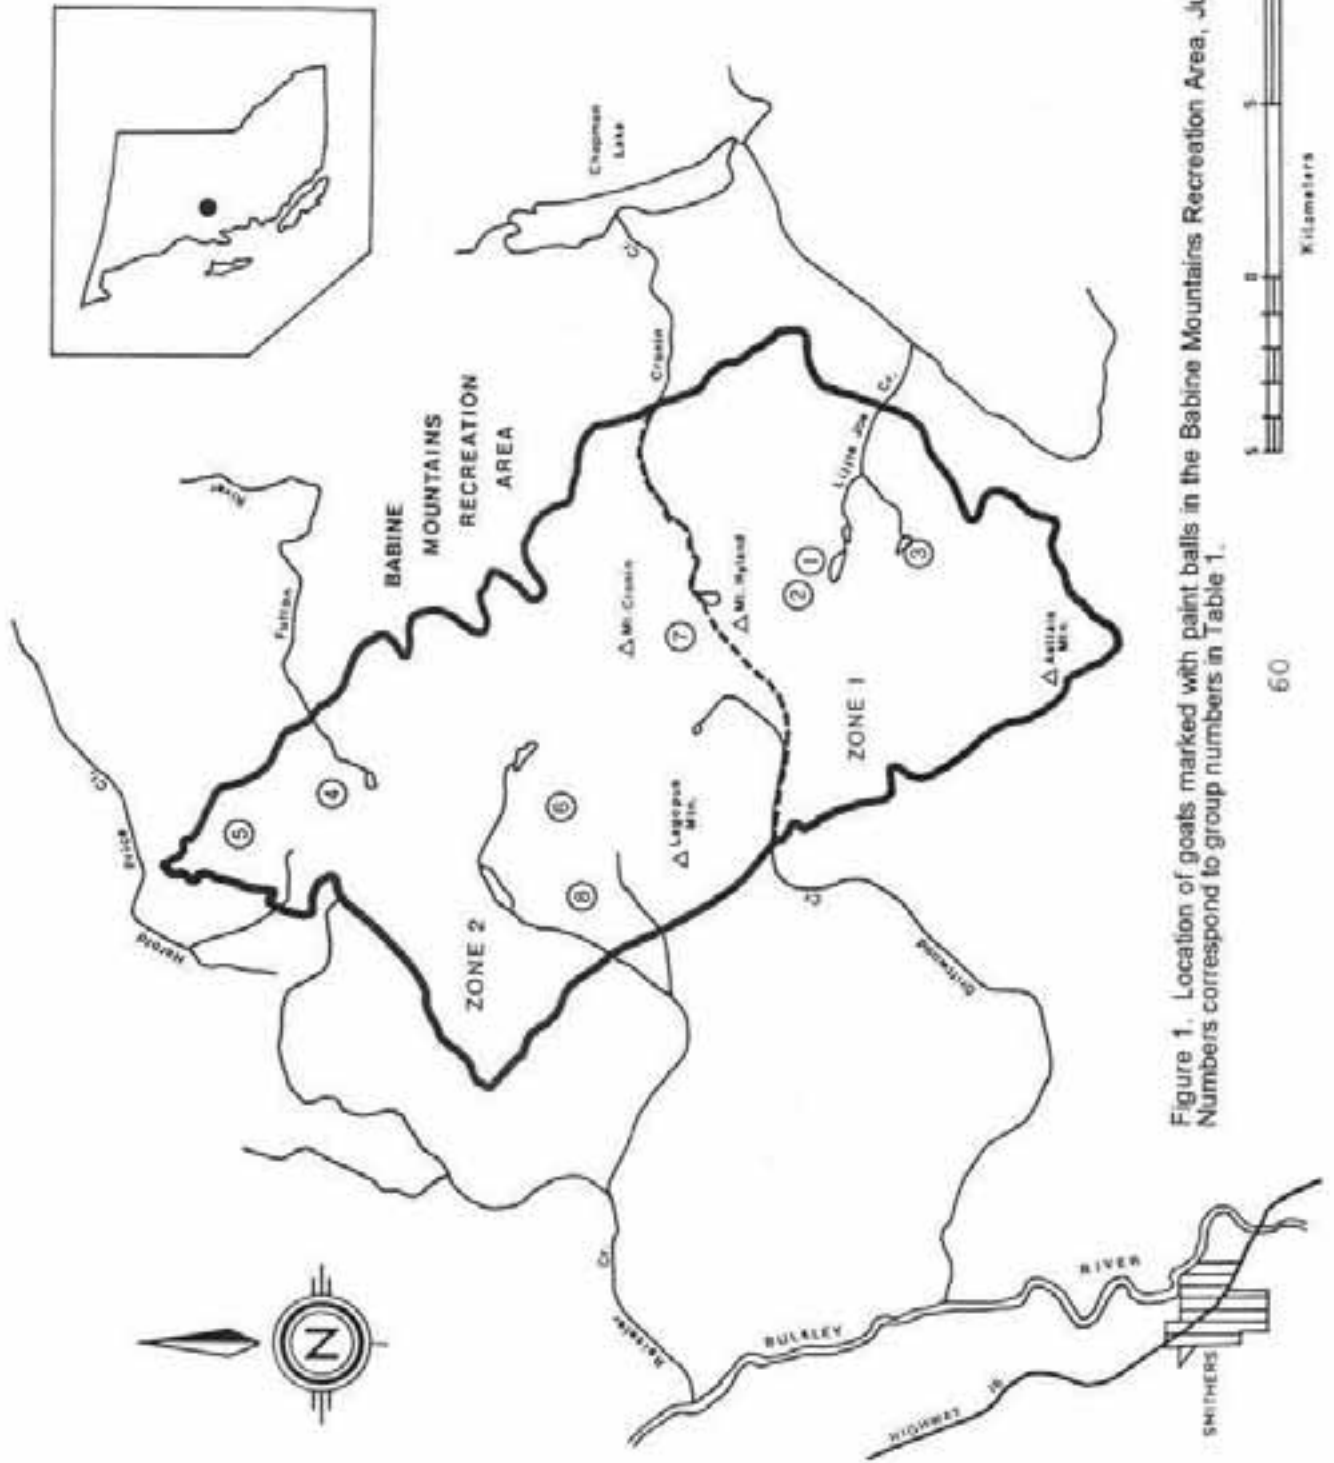 N
Harold
Price
Cr.
Fulton
River
BABINE
MOUNTAINS
RECREATION
AREA
Chapman
Lake
Cronin
Cr.
Mt. Cronin
Mt. Hyland
Little Joe
Cr.
Lagopus
Mtn.
Astlais
Mtn.
ZONE 2
ZONE 1
5
4
6
8
7
2
1
3
Reiseter
Cr.
Driftwood
Cr.
BULKLEY
RIVER
HIGHWAY 16
SMITHERS
Figure 1. Location of goats marked with paint balls in the Babine Mountains Recreation Area,
Numbers correspond to group numbers in Table 1.
5 0 5
Kilometers
60